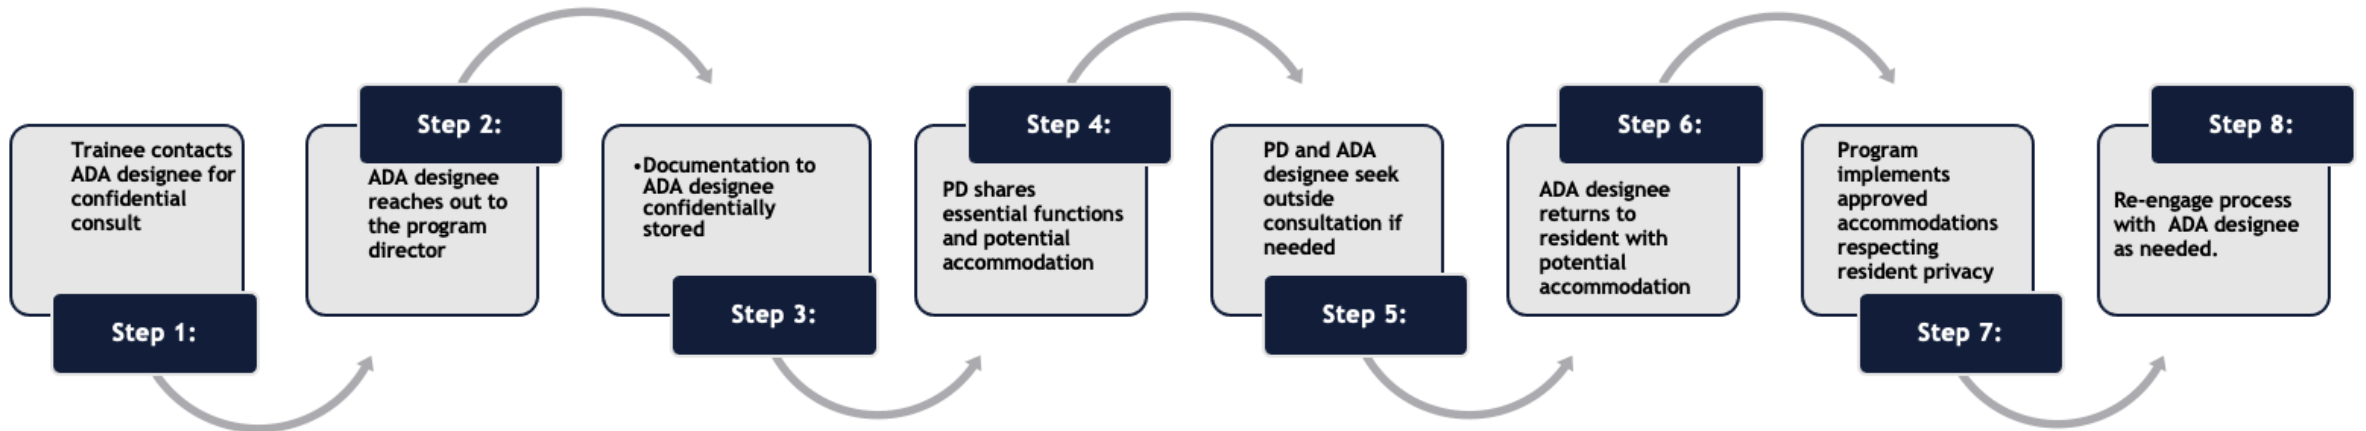 Trainee contacts
ADA designee for
confidential
consult
Step 1:
Step 2:
ADA designee
reaches out to
the program
director
•Documentation to
ADA designee
confidentially
stored
Step 3:
Step 4:
PD shares
essential functions
and potential
accommodation
PD and ADA
designee seek
outside
consultation if
needed
Step 5:
Step 6:
ADA designee
returns to
resident with
potential
accommodation
Program
implements
approved
accommodations
respecting
resident privacy
Step 7:
Step 8:
Re-engage process
with ADA designee
as needed.